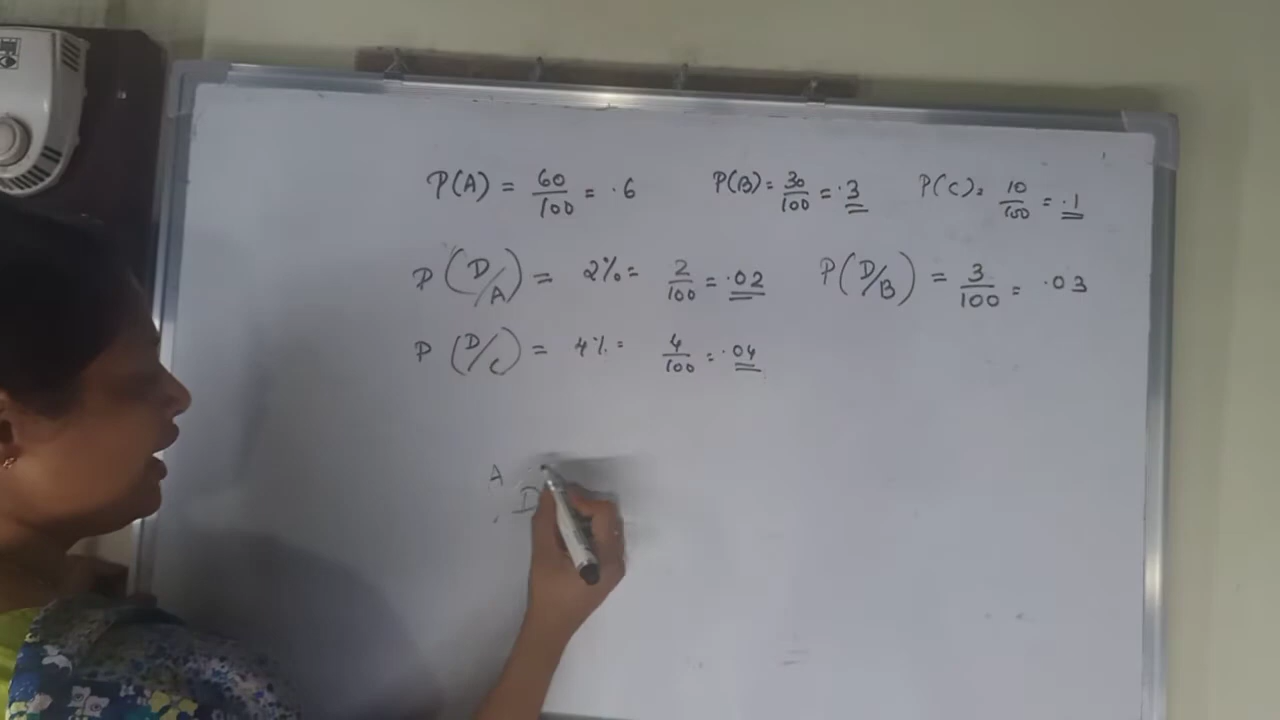 P(A) = 60/100 = .6 P(B) = 30/100 = .3 P(C) = 10/100 = .1
P(D/A) = 2% = 2/100 = .02 P(D/B) = 3/100 = .03
P(D/C) = 4% = 4/100 = .04
A
D